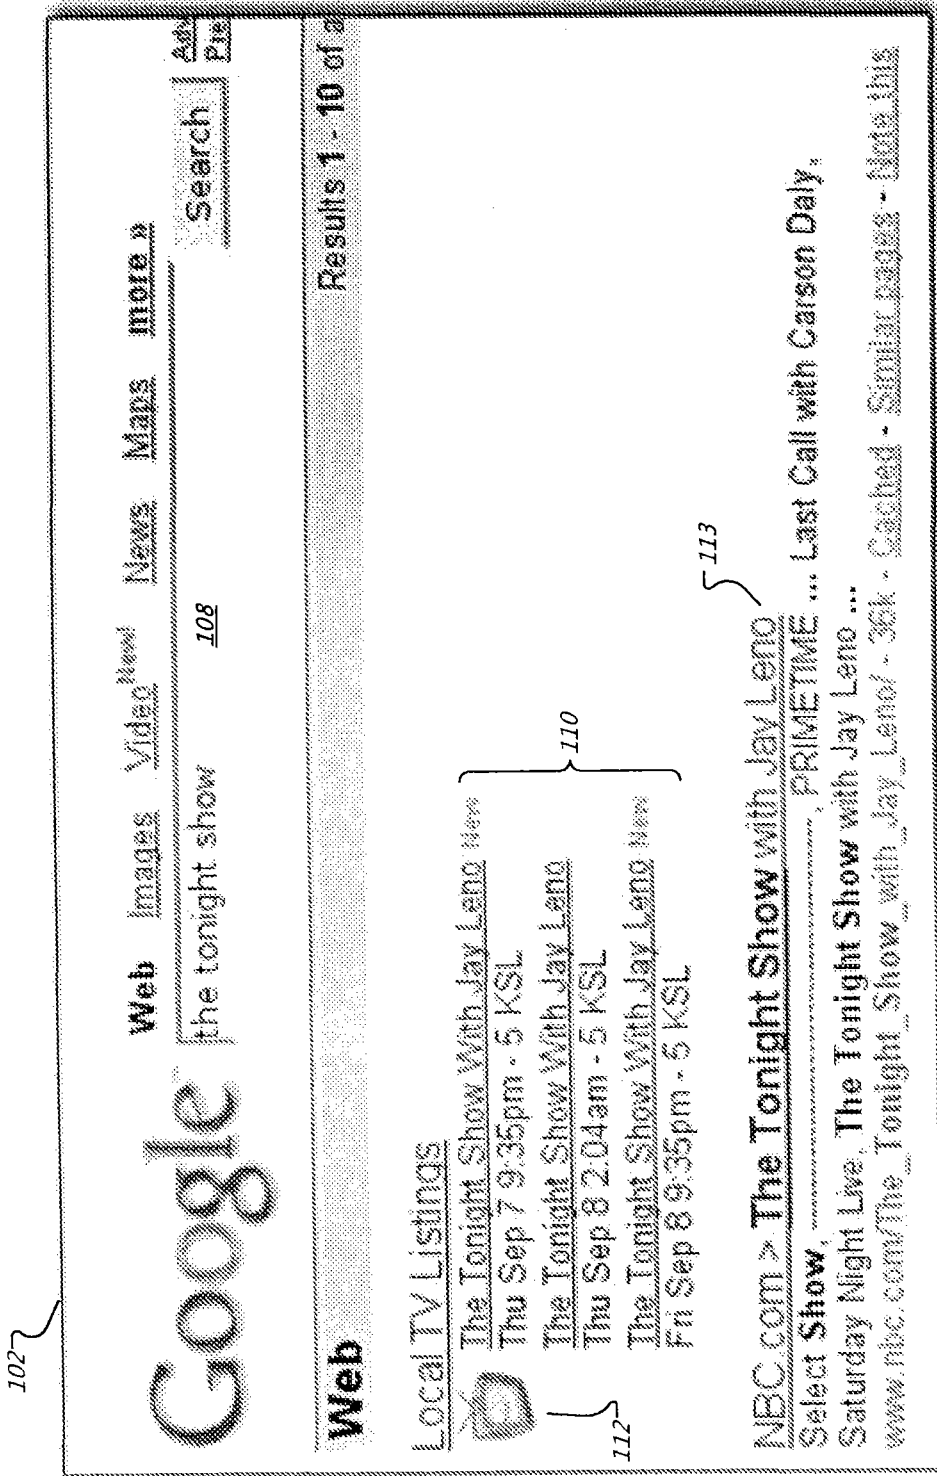 102
Web Images Video New! News Maps more »
Google the tonight show 108 Search Adv
Pre
Web Results 1 - 10 of a
Local TV Listings
The Tonight Show With Jay Leno New
Thu Sep 7 9:35pm - 5 KSL
The Tonight Show With Jay Leno
Thu Sep 8 2:04am - 5 KSL
The Tonight Show With Jay Leno New
Fri Sep 8 9:35pm - 5 KSL
110
112
113
NBC.com > The Tonight Show with Jay Leno
Select Show, ---------------------, PRIMETIME ... Last Call with Carson Daly,
Saturday Night Live, The Tonight Show with Jay Leno ...
www.nbc.com/The_Tonight_Show_with_Jay_Leno/ - 36k - Cached - Similar pages - Note this